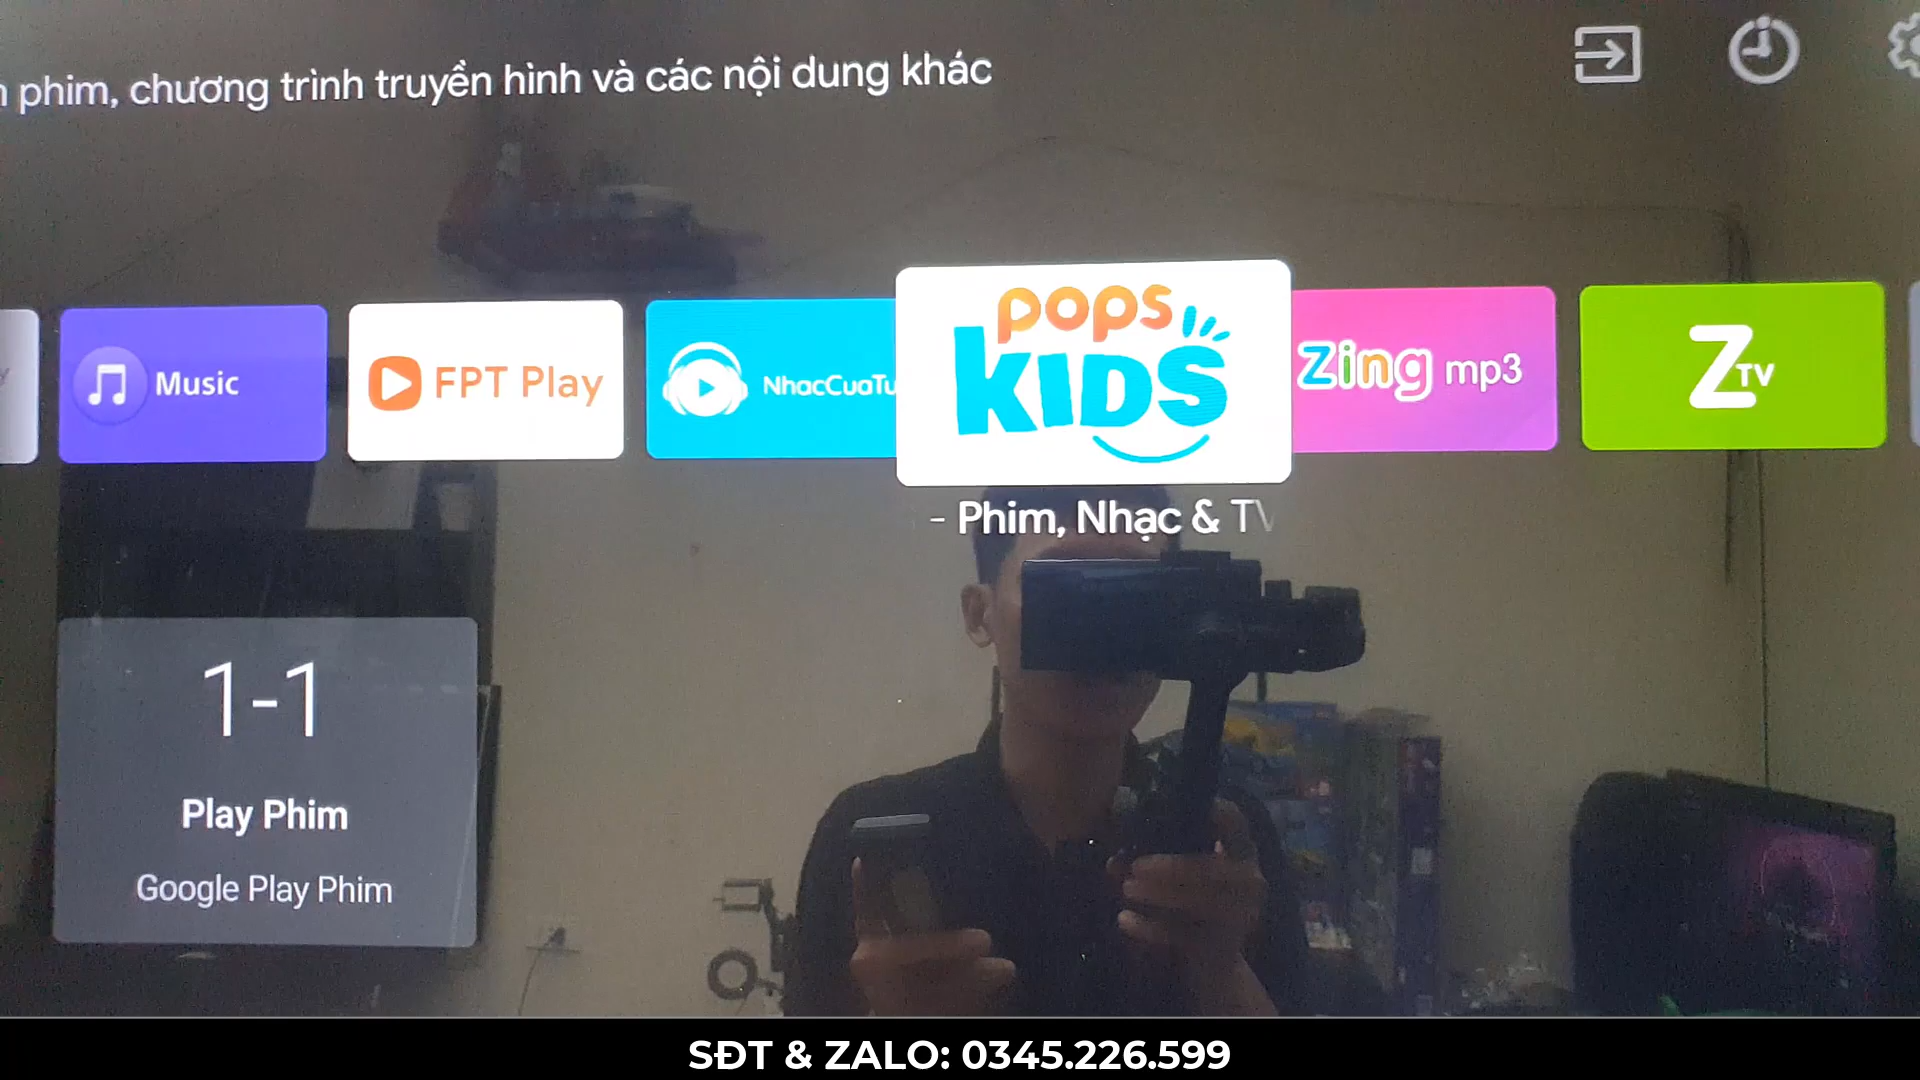 phim, chương trình truyền hình và các nội dung khác
Music
FPT Play
NhacCuaTu
pops
KIDS
Zing mp3
ZTV
- Phim, Nhạc & TV
1-1
Play Phim
Google Play Phim
SĐT & ZALO: 0345.226.599